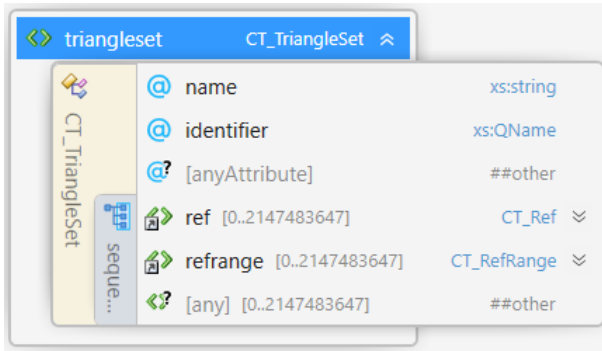 triangleset CT_TriangleSet
CT_TriangleSet
@ name xs:string
@ identifier xs:QName
@? [anyAttribute] ##other
seque...
ref [0..2147483647] CT_Ref
refrange [0..2147483647] CT_RefRange
[any] [0..2147483647] ##other